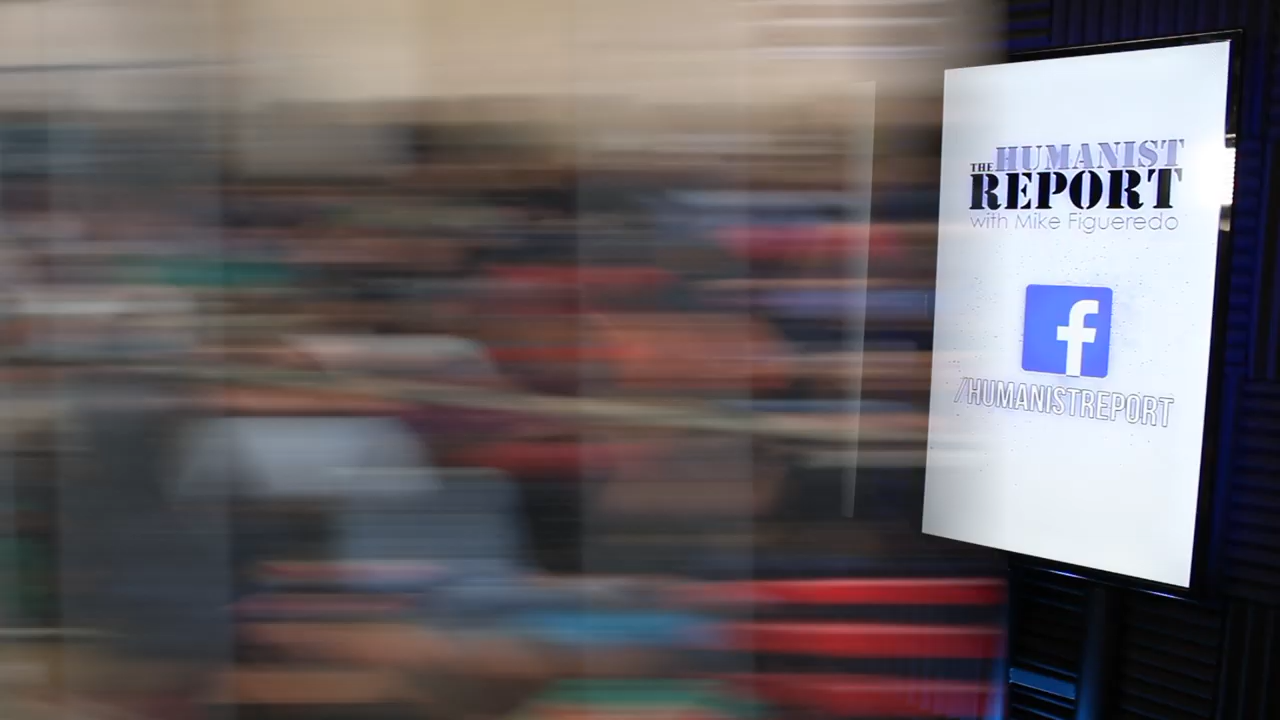 THE HUMANIST
REPORT
with Mike Figueredo
f
/HUMANISTREPORT